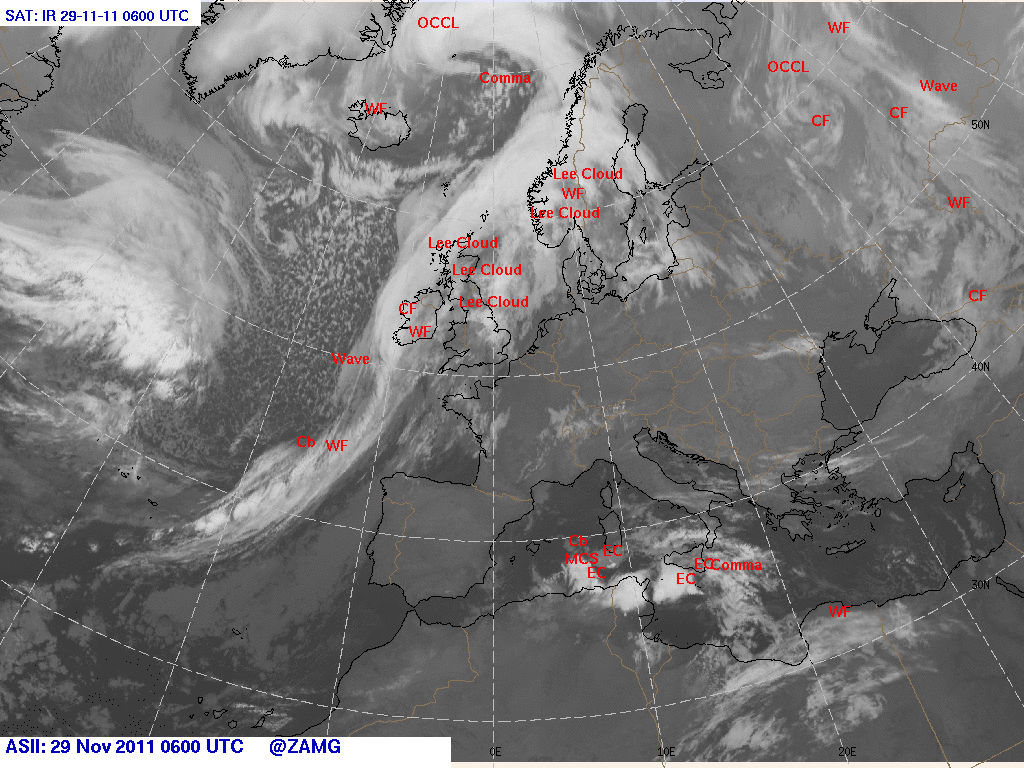 SAT: IR 29-11-11 0600 UTC
OCCL
WF
OCCL
Comma
Wave
WF
CF
CF
50N
Lee Cloud
WF
WF
Lee Cloud
Lee Cloud
Lee Cloud
CF
Lee Cloud
CF
WF
Wave
40N
Cb
WF
Cb
EC
MCS
EC
EC
Comma
EC
30N
WF
ASII: 29 Nov 2011 0600 UTC @ZAMG
0E
10E
20E